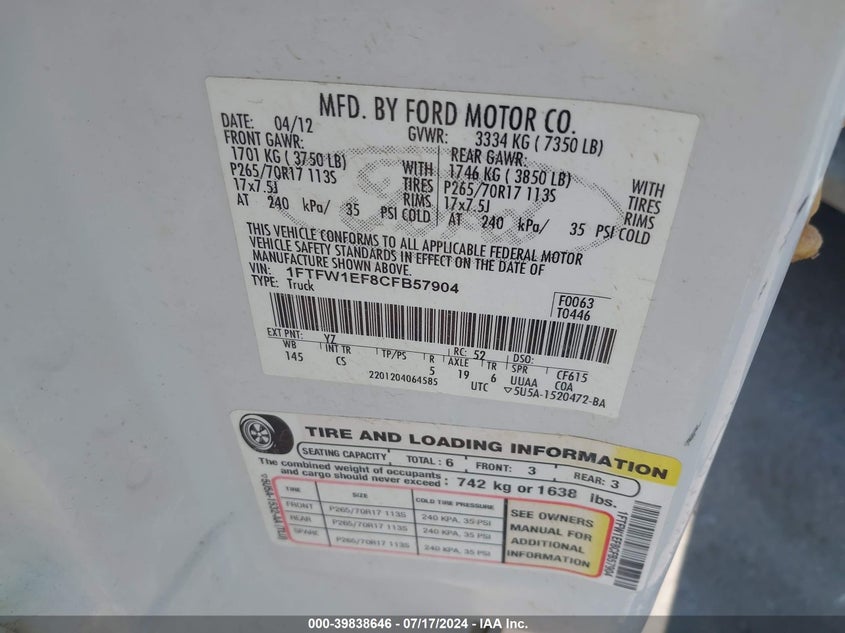 MFD. BY FORD MOTOR CO.
DATE: 04/12 GVWR: 3334 KG ( 7350 LB)
FRONT GAWR: REAR GAWR:
1701 KG ( 3750 LB) WITH 1746 KG ( 3850 LB) WITH
P265/70R17 113S TIRES P265/70R17 113S TIRES
17x7.5J RIMS 17x7.5J RIMS
AT 240 kPa/ 35 PSI COLD AT 240 kPa/ 35 PSI COLD
THIS VEHICLE CONFORMS TO ALL APPLICABLE FEDERAL MOTOR
VEHICLE SAFETY STANDARDS IN EFFECT ON THE DATE OF
MANUFACTURE SHOWN ABOVE.
VIN: 1FTFW1EF8CFB57904
TYPE: Truck
F0063
T0446
EXT PNT: YZ RC: 52 DSO:
WB INT TR TP/PS R AXLE TR SPR CF615
145 CS 5 19 6 UUAA COA
2201204064585 UTC ▽5U5A-1520472-BA
TIRE AND LOADING INFORMATION
SEATING CAPACITY TOTAL: 6 FRONT: 3 REAR: 3
The combined weight of occupants
and cargo should never exceed : 742 kg or 1638 lbs.
TIRE SIZE COLD TIRE PRESSURE
FRONT P265/70R17 113S 240 KPA, 35 PSI
REAR P265/70R17 113S 240 KPA, 35 PSI
SPARE P265/70R17 113S 240 KPA, 35 PSI
SEE OWNERS
MANUAL FOR
ADDITIONAL
INFORMATION
1FTFW1EF8CFB57904
000-39838646 - 07/17/2024 - IAA Inc.